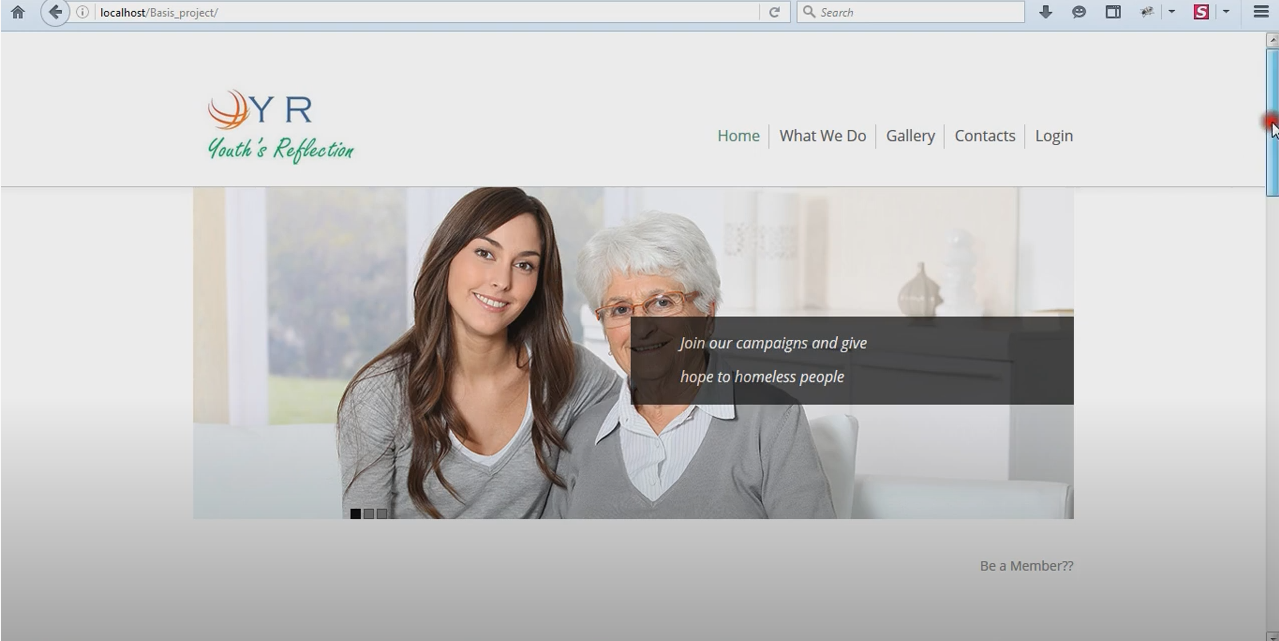 localhost/Basis_project/
Search
S
Y R
Youth's Reflection
Home
What We Do
Gallery
Contacts
Login
Join our campaigns and give
hope to homeless people
Be a Member??